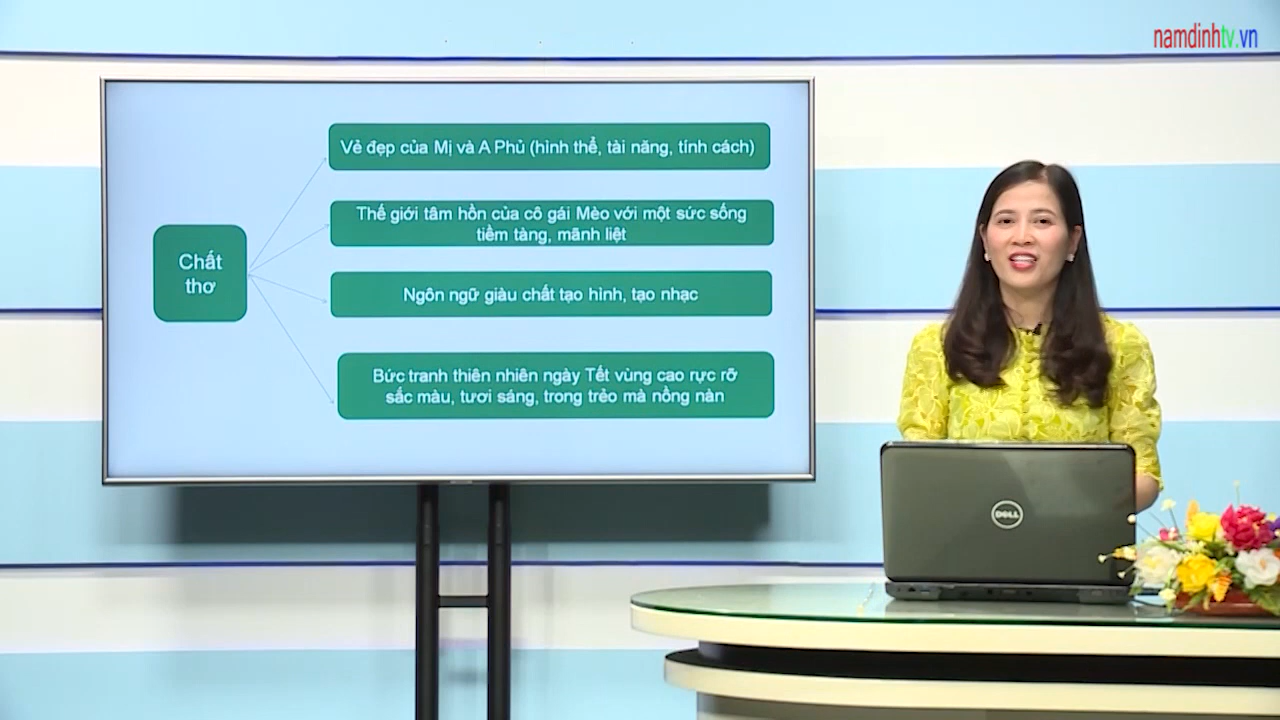 namdinhtv.vn
Vẻ đẹp của Mị và A Phủ (hình thể, tài năng, tính cách)
Thế giới tâm hồn của cô gái Mèo với một sức sống
tiềm tàng, mãnh liệt
Chất
thơ
Ngôn ngữ giàu chất tạo hình, tạo nhạc
Bức tranh thiên nhiên ngày Tết vùng cao rực rỡ
sắc màu, tươi sáng, trong trẻo mà nồng nàn
DELL